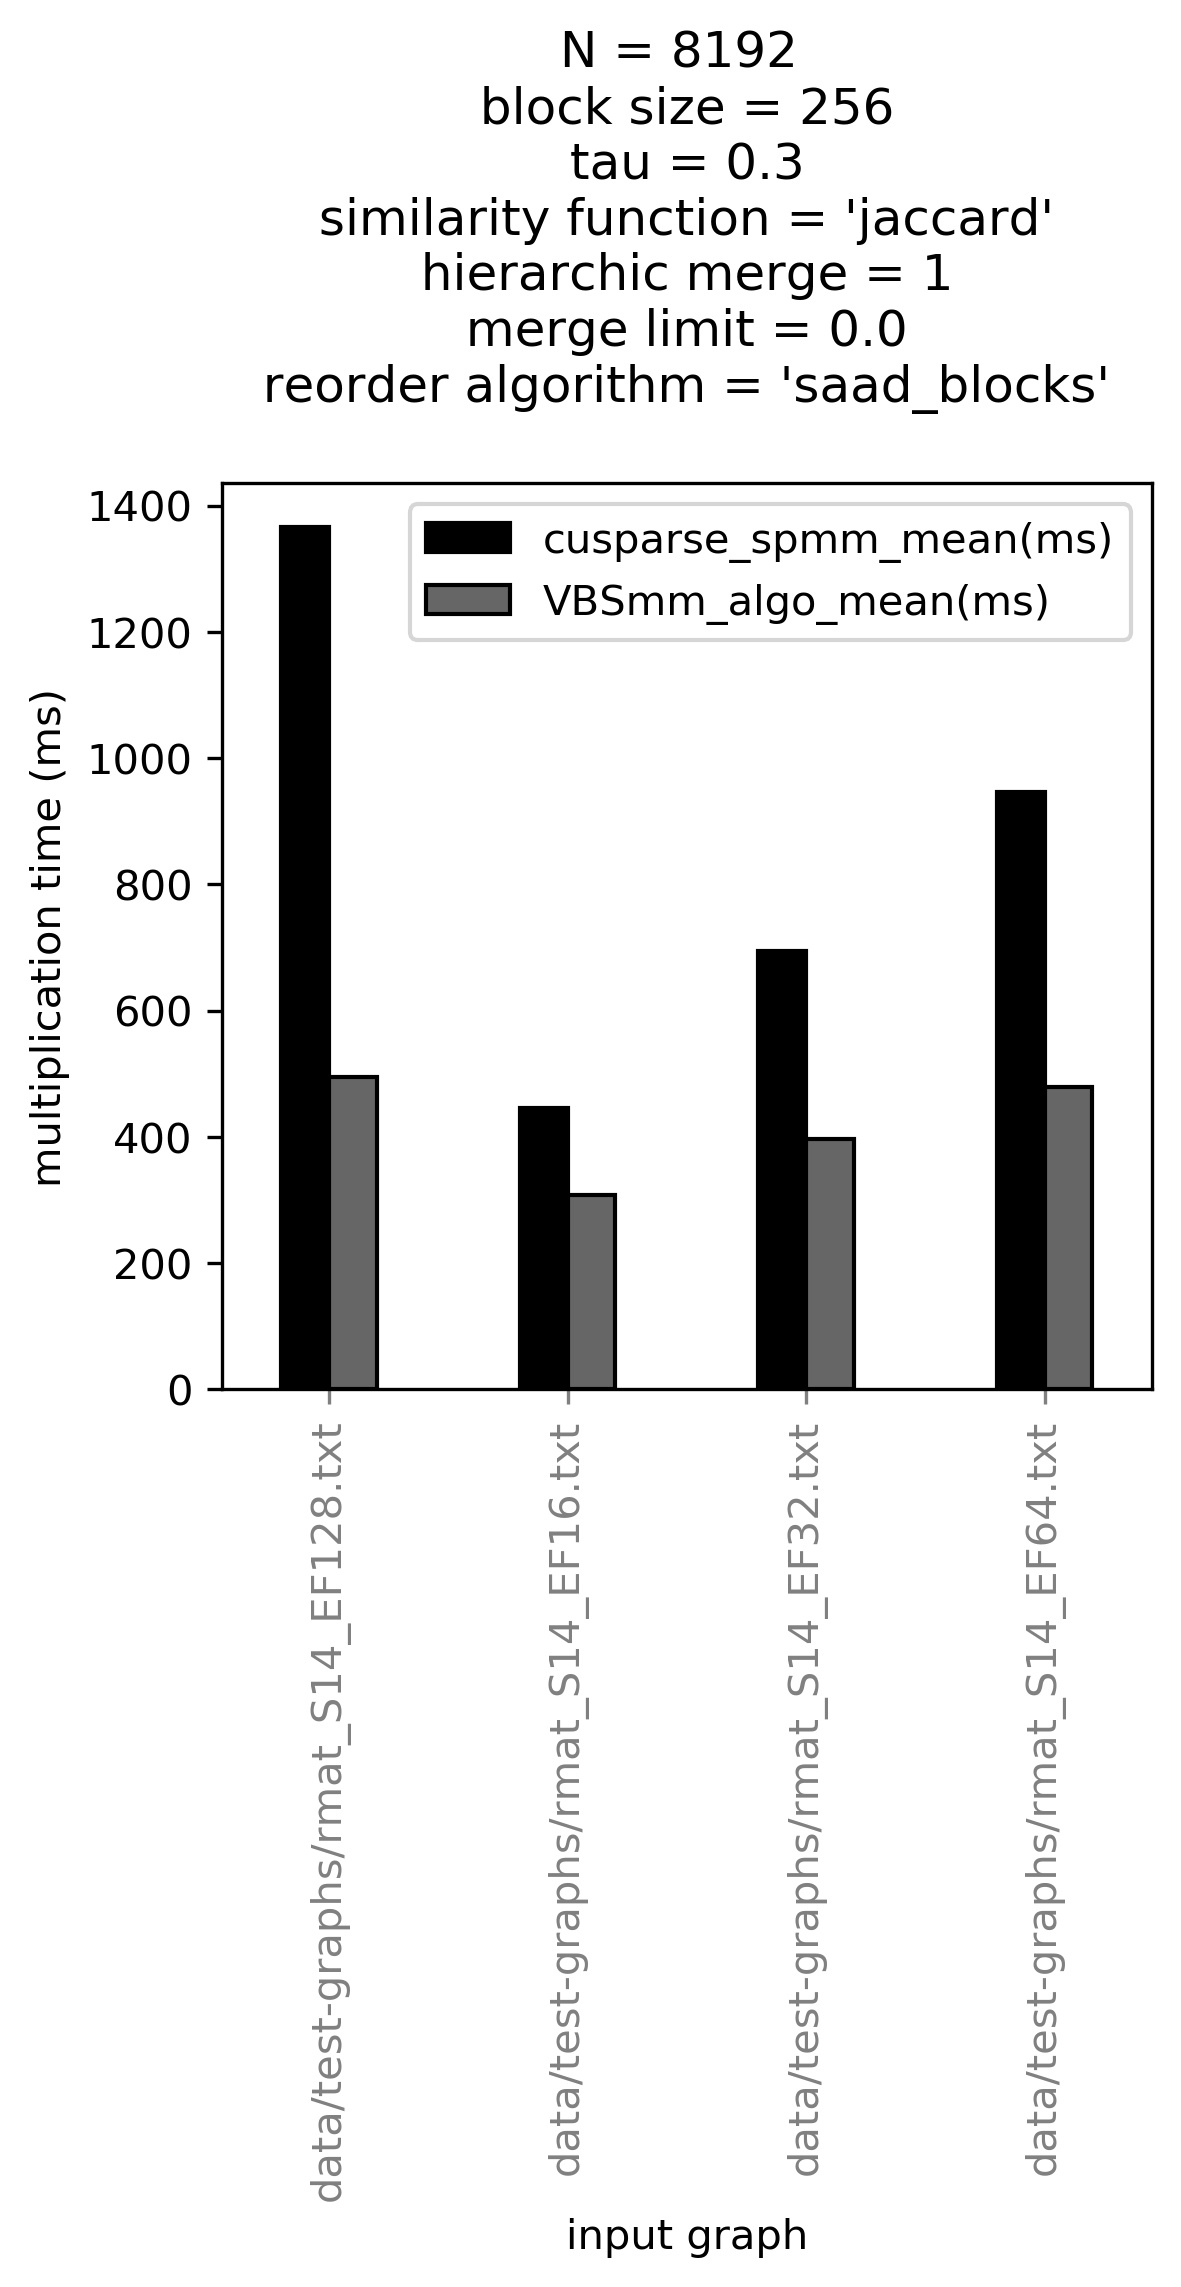 N = 8192
block size = 256
tau = 0.3
similarity function = 'jaccard'
hierarchic merge = 1
merge limit = 0.0
reorder algorithm = 'saad_blocks'
cusparse_spmm_mean(ms)
VBSmm_algo_mean(ms)
multiplication time (ms)
1400
1200
1000
800
600
400
200
0
data/test-graphs/rmat_S14_EF128.txt
data/test-graphs/rmat_S14_EF16.txt
data/test-graphs/rmat_S14_EF32.txt
data/test-graphs/rmat_S14_EF64.txt
input graph